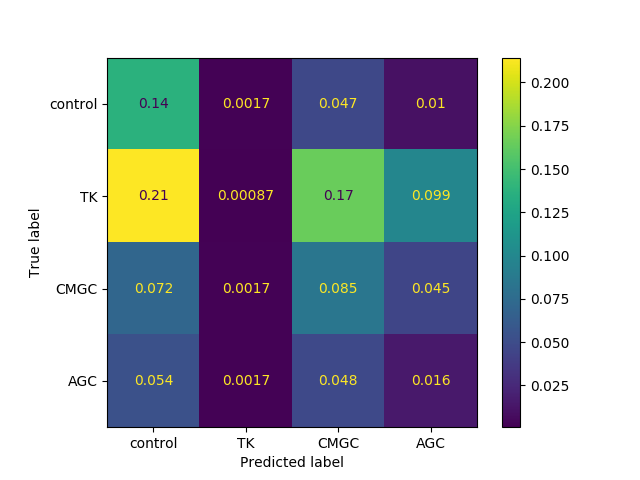 control 0.14 0.0017 0.047 0.01
TK 0.21 0.00087 0.17 0.099
CMGC 0.072 0.0017 0.085 0.045
AGC 0.054 0.0017 0.048 0.016
control TK CMGC AGC
Predicted label
True label
0.200
0.175
0.150
0.125
0.100
0.075
0.050
0.025